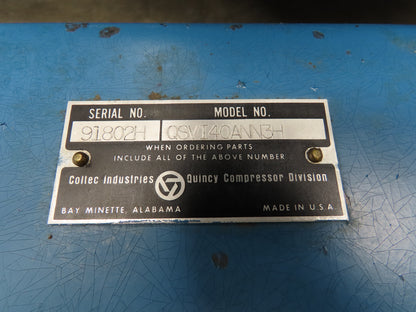 SERIAL NO. MODEL NO.
91802H QSVI40ANN3H
WHEN ORDERING PARTS
INCLUDE ALL OF THE ABOVE NUMBER
Coltec Industries Quincy Compressor Division
BAY MINETTE, ALABAMA MADE IN U.S.A.